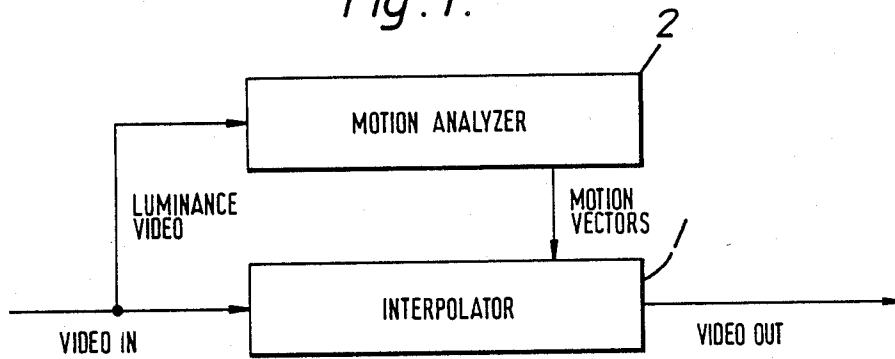 Fig. 1.
2
MOTION ANALYZER
LUMINANCE
VIDEO
MOTION
VECTORS
1
INTERPOLATOR
VIDEO IN
VIDEO OUT